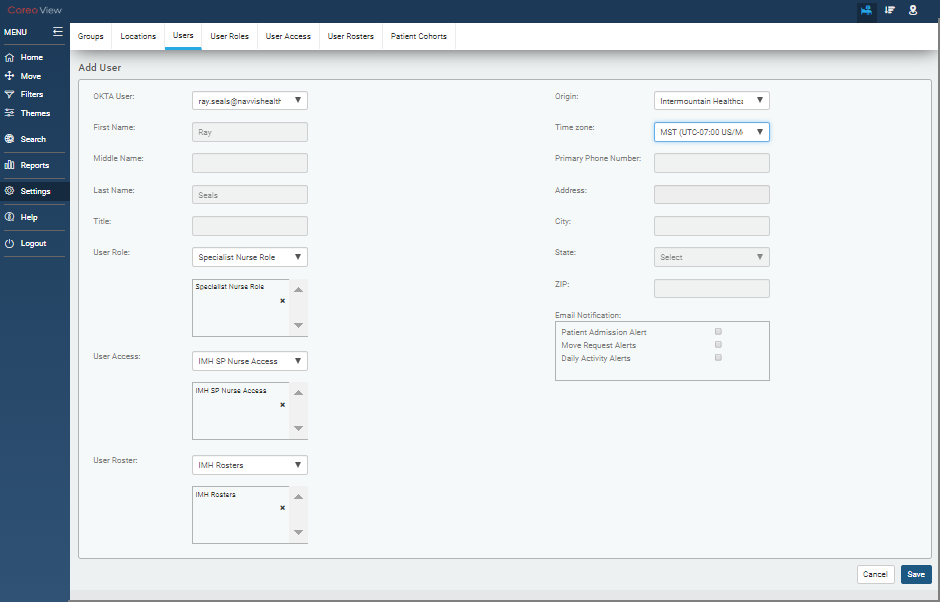 Coreo View
MENU
Home
Move
Filters
Themes
Search
Reports
Settings
Help
Logout
Groups
Locations
Users
User Roles
User Access
User Rosters
Patient Cohorts
Add User
OKTA User:
ray.seals@navvishealth
First Name:
Ray
Middle Name:
Last Name:
Seals
Title:
User Role:
Specialist Nurse Role
Specialist Nurse Role
User Access:
IMH SP Nurse Access
IMH SP Nurse Access
User Roster:
IMH Rosters
IMH Rosters
Origin:
Intermountain Healthca
Time zone:
MST (UTC-07:00 US/M
Primary Phone Number:
Address:
City:
State:
Select
ZIP:
Email Notification:
Patient Admission Alert
Move Request Alerts
Daily Activity Alerts
Cancel
Save